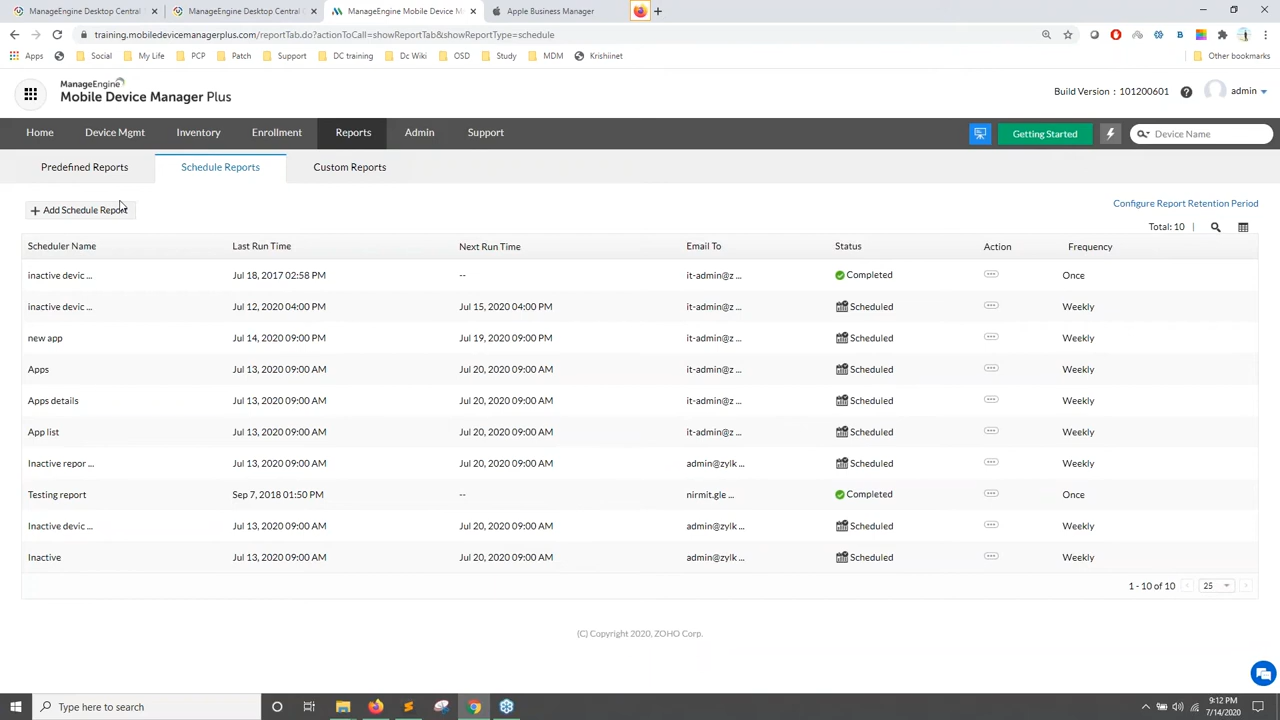 ManageEngine Desktop Central
ManageEngine Desktop Central
ManageEngine Mobile Device M
Apple Business Manager
training.mobiledevicemanagerplus.com/reportTab.do?actionToCall=showReportTab&showReportType=schedule
Apps
Social
My Life
PCP
Patch
Support
DC training
Dc Wiki
OSD
Study
MDM
Krishiinet
Other bookmarks
ManageEngine
Mobile Device Manager Plus
Build Version : 101200601
admin
Home Device Mgmt Inventory Enrollment Reports Admin Support
Getting Started
Device Name
Predefined Reports Schedule Reports Custom Reports
+ Add Schedule Report
Configure Report Retention Period
Total: 10 |
Scheduler Name Last Run Time Next Run Time Email To Status Action Frequency
inactive devic ... Jul 18, 2017 02:58 PM -- it-admin@z ... Completed Once
inactive devic ... Jul 12, 2020 04:00 PM Jul 15, 2020 04:00 PM it-admin@z ... Scheduled Weekly
new app Jul 14, 2020 09:00 PM Jul 19, 2020 09:00 PM it-admin@z ... Scheduled Weekly
Apps Jul 13, 2020 09:00 AM Jul 20, 2020 09:00 AM it-admin@z ... Scheduled Weekly
Apps details Jul 13, 2020 09:00 AM Jul 20, 2020 09:00 AM it-admin@z ... Scheduled Weekly
App list Jul 13, 2020 09:00 AM Jul 20, 2020 09:00 AM it-admin@z ... Scheduled Weekly
Inactive repor ... Jul 13, 2020 09:00 AM Jul 20, 2020 09:00 AM admin@zylk ... Scheduled Weekly
Testing report Sep 7, 2018 01:50 PM -- nirmit.gle ... Completed Once
Inactive devic ... Jul 13, 2020 09:00 AM Jul 20, 2020 09:00 AM admin@zylk ... Scheduled Weekly
Inactive Jul 13, 2020 09:00 AM Jul 20, 2020 09:00 AM admin@zylk ... Scheduled Weekly
1 - 10 of 10 25
(C) Copyright 2020, ZOHO Corp.
Type here to search
9:12 PM
7/14/2020